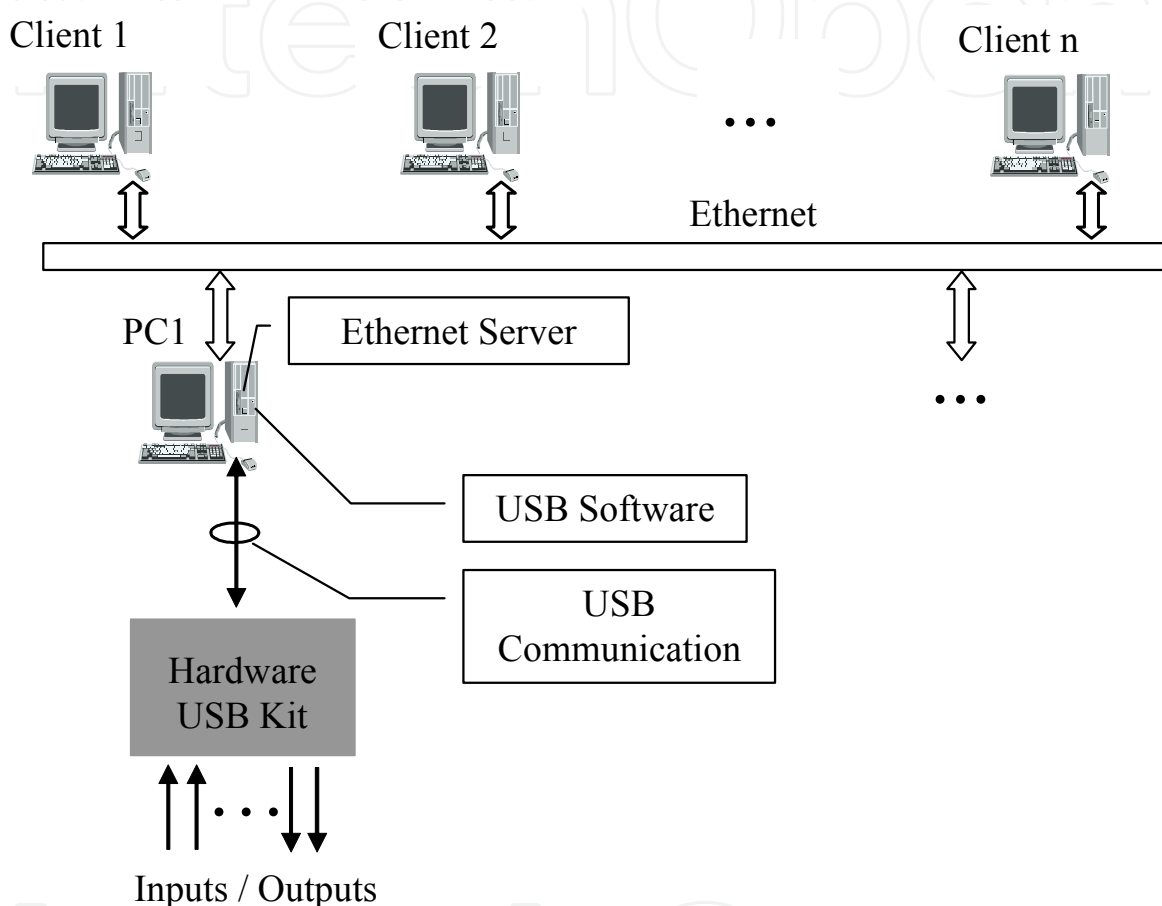 Client 1
Client 2
Client n
...
Ethernet
PC1
Ethernet Server
...
USB Software
USB
Communication
Hardware
USB Kit
...
Inputs / Outputs